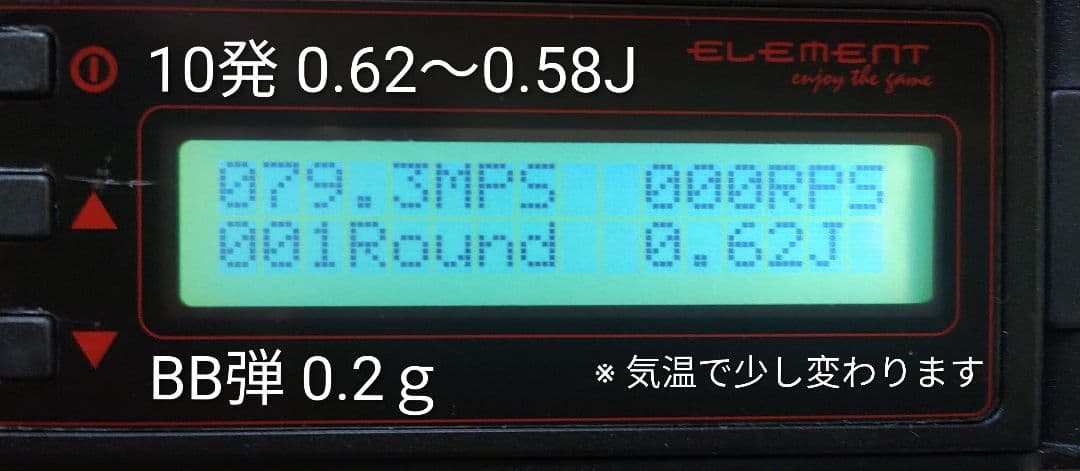 10発 0.62～0.58J
ELEMENT
enjoy the game
079.3MPS 000RPS
001Round 0.62J
BB弾 0.2g
※ 気温で少し変わります